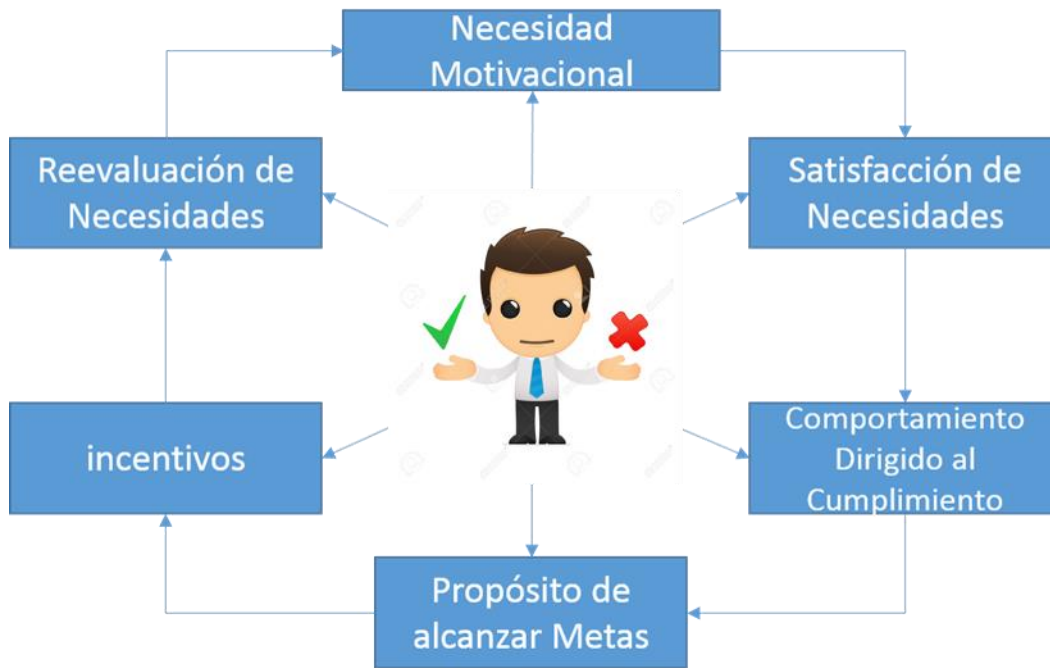 Necesidad
Motivacional
Reevaluación de
Necesidades
Satisfacción de
Necesidades
incentivos
Comportamiento
Dirigido al
Cumplimiento
Propósito de
alcanzar Metas